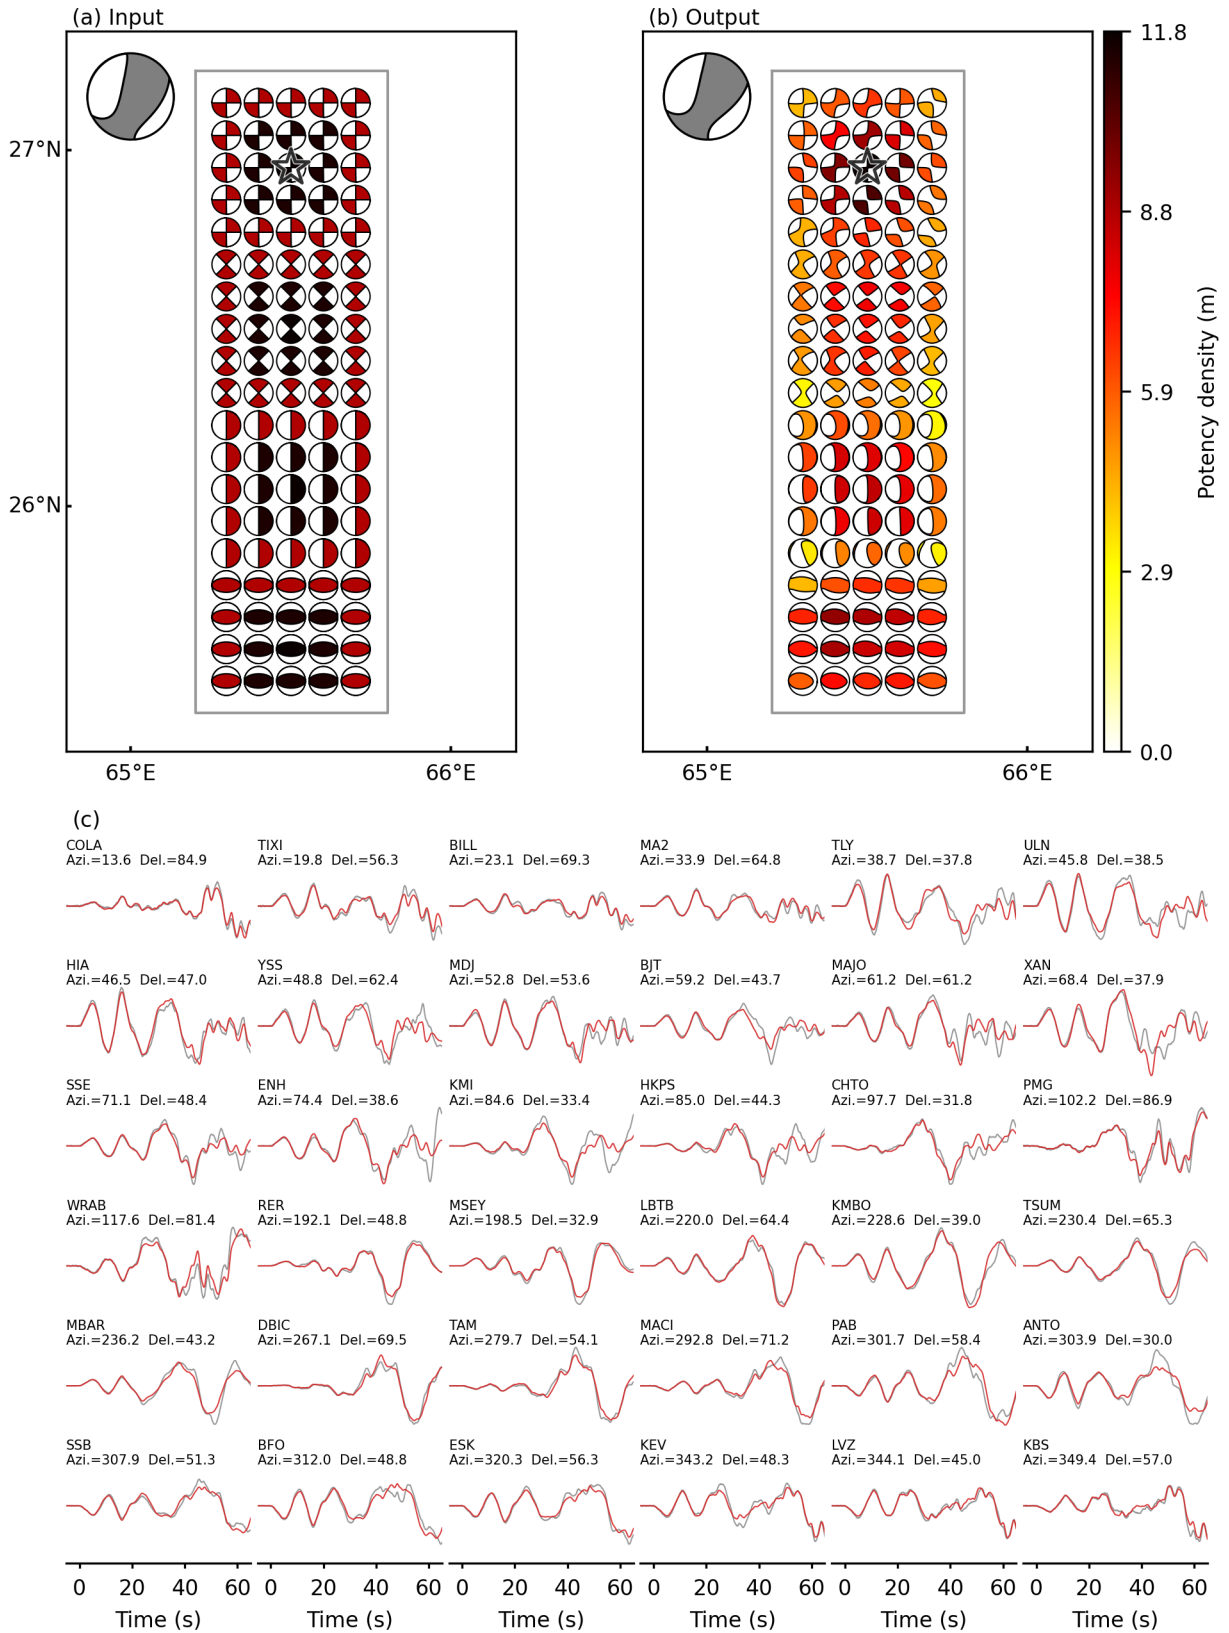 (a) Input
(b) Output
27°N
26°N
65°E
66°E
65°E
66°E
11.8
8.8
5.9
2.9
0.0
Potency density (m)
(c)
COLA
Azi.=13.6 Del.=84.9
TIXI
Azi.=19.8 Del.=56.3
BILL
Azi.=23.1 Del.=69.3
MA2
Azi.=33.9 Del.=64.8
TLY
Azi.=38.7 Del.=37.8
ULN
Azi.=45.8 Del.=38.5
HIA
Azi.=46.5 Del.=47.0
YSS
Azi.=48.8 Del.=62.4
MDJ
Azi.=52.8 Del.=53.6
BJT
Azi.=59.2 Del.=43.7
MAJO
Azi.=61.2 Del.=61.2
XAN
Azi.=68.4 Del.=37.9
SSE
Azi.=71.1 Del.=48.4
ENH
Azi.=74.4 Del.=38.6
KMI
Azi.=84.6 Del.=33.4
HKPS
Azi.=85.0 Del.=44.3
CHTO
Azi.=97.7 Del.=31.8
PMG
Azi.=102.2 Del.=86.9
WRAB
Azi.=117.6 Del.=81.4
RER
Azi.=192.1 Del.=48.8
MSEY
Azi.=198.5 Del.=32.9
LBTB
Azi.=220.0 Del.=64.4
KMBO
Azi.=228.6 Del.=39.0
TSUM
Azi.=230.4 Del.=65.3
MBAR
Azi.=236.2 Del.=43.2
DBIC
Azi.=267.1 Del.=69.5
TAM
Azi.=279.7 Del.=54.1
MACI
Azi.=292.8 Del.=71.2
PAB
Azi.=301.7 Del.=58.4
ANTO
Azi.=303.9 Del.=30.0
SSB
Azi.=307.9 Del.=51.3
BFO
Azi.=312.0 Del.=48.8
ESK
Azi.=320.3 Del.=56.3
KEV
Azi.=343.2 Del.=48.3
LVZ
Azi.=344.1 Del.=45.0
KBS
Azi.=349.4 Del.=57.0
0 20 40 60
0 20 40 60
0 20 40 60
0 20 40 60
0 20 40 60
0 20 40 60
Time (s)
Time (s)
Time (s)
Time (s)
Time (s)
Time (s)